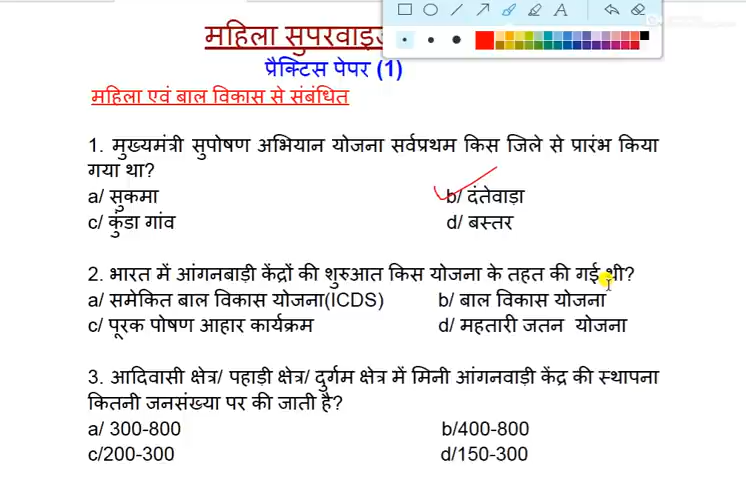 महिला सुपरवाइज
प्रैक्टिस पेपर (1)
महिला एवं बाल विकास से संबंधित
1. मुख्यमंत्री सुपोषण अभियान योजना सर्वप्रथम किस जिले से प्रारंभ किया
गया था?
a/ सुकमा b/ दंतेवाड़ा
c/ कुंडा गांव d/ बस्तर
2. भारत में आंगनबाड़ी केंद्रों की शुरुआत किस योजना के तहत की गई थी?
a/ समेकित बाल विकास योजना(ICDS) b/ बाल विकास योजना
c/ पूरक पोषण आहार कार्यक्रम d/ महतारी जतन योजना
3. आदिवासी क्षेत्र/ पहाड़ी क्षेत्र/ दुर्गम क्षेत्र में मिनी आंगनवाड़ी केंद्र की स्थापना
कितनी जनसंख्या पर की जाती है?
a/ 300-800 b/400-800
c/200-300 d/150-300